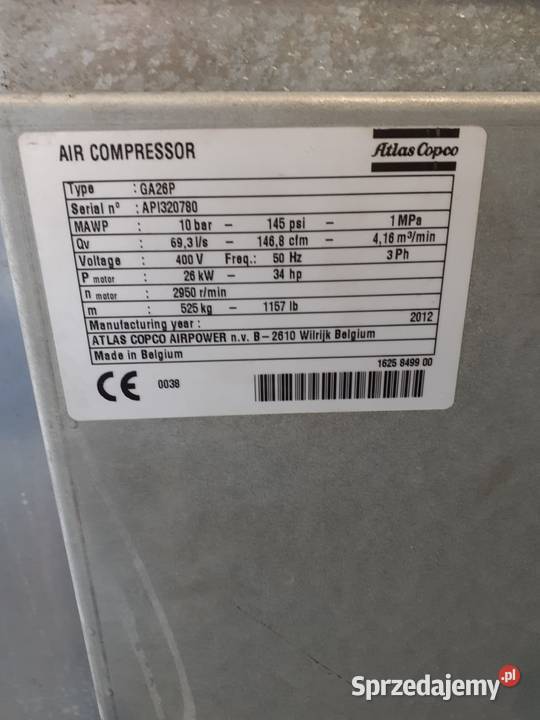 AIR COMPRESSOR Atlas Copco
Type : GA26P
Serial n° : API320780
MAWP : 10 bar – 145 psi – 1 MPa
Qv : 69,3 l/s – 146,8 cfm – 4,16 m³/min
Voltage : 400 V Freq.: 50 Hz 3 Ph
P motor : 26 kW – 34 hp
n motor : 2950 r/min
m : 525 kg – 1157 lb
Manufacturing year : 2012
ATLAS COPCO AIRPOWER n.v. B – 2610 Wilrijk Belgium
Made in Belgium 1625 8499 00
CE 0038
Sprzedajemy.pl